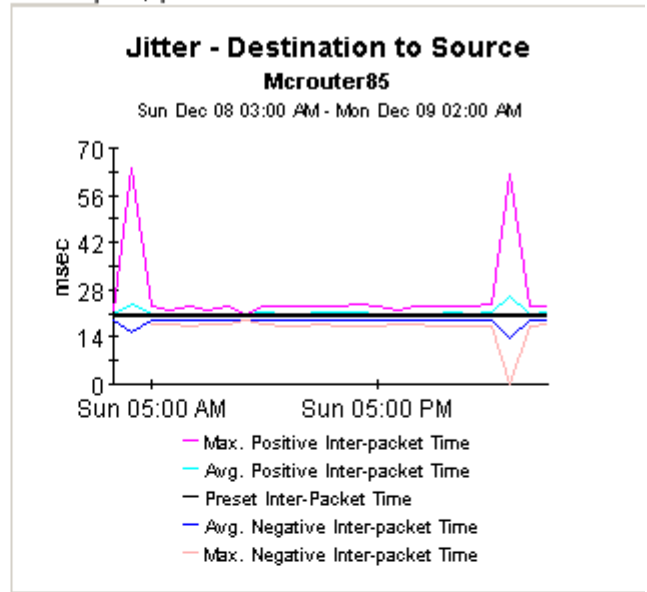 Jitter - Destination to Source
Mcrouter85
Sun Dec 08 03:00 AM - Mon Dec 09 02:00 AM
70
56
42
28
14
0
msec
Sun 05:00 AM Sun 05:00 PM
Max. Positive Inter-packet Time
Avg. Positive Inter-packet Time
Preset Inter-Packet Time
Avg. Negative Inter-packet Time
Max. Negative Inter-packet Time